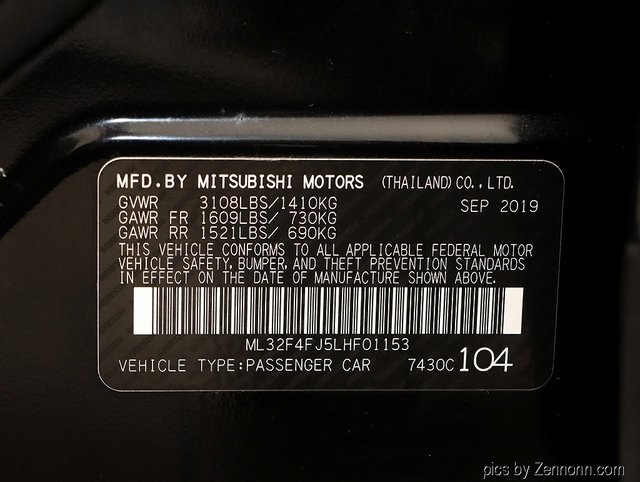 MFD.BY MITSUBISHI MOTORS (THAILAND) CO., LTD.
GVWR 3108LBS/1410KG SEP 2019
GAWR FR 1609LBS/ 730KG
GAWR RR 1521LBS/ 690KG
THIS VEHICLE CONFORMS TO ALL APPLICABLE FEDERAL MOTOR
VEHICLE SAFETY, BUMPER, AND THEFT PREVENTION STANDARDS
IN EFFECT ON THE DATE OF MANUFACTURE SHOWN ABOVE.
ML32F4FJ5LHF01153
VEHICLE TYPE:PASSENGER CAR 7430C 104
pics by Zennonn.com